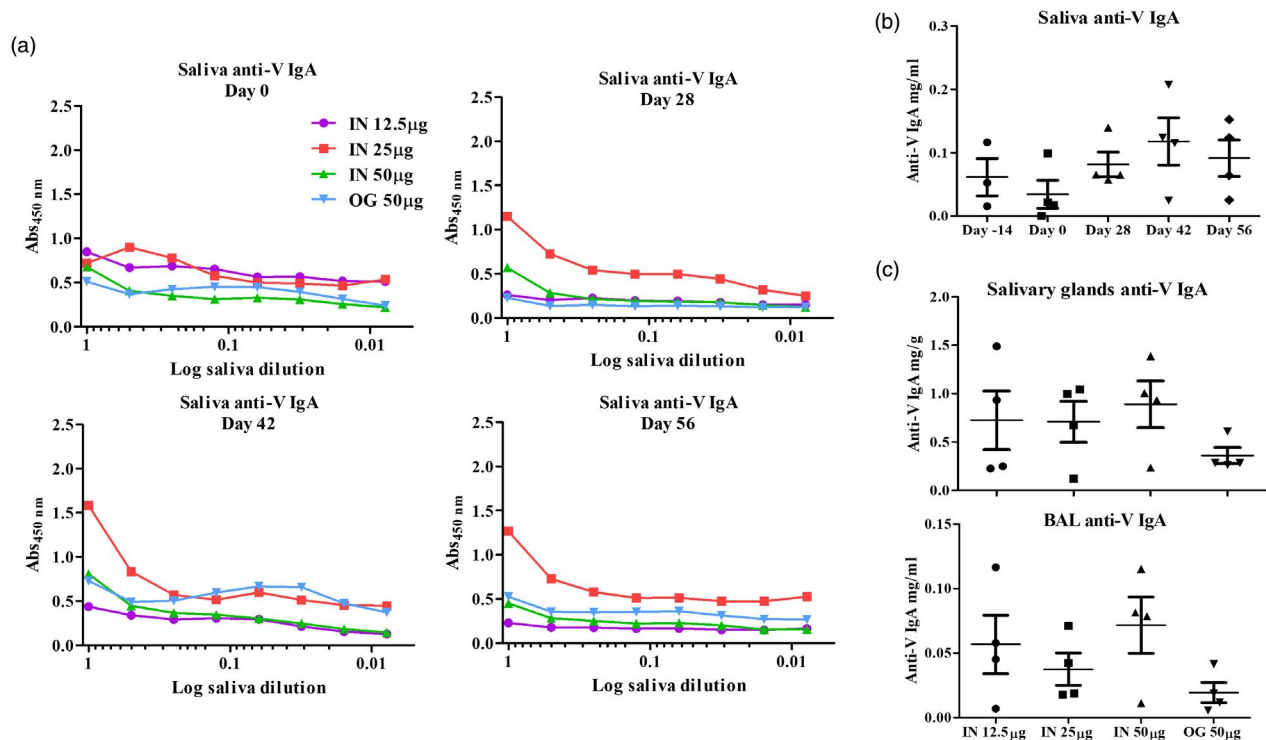 (a)
Saliva anti-V IgA
Day 0
2.5
2.0
1.5
1.0
0.5
0.0
Abs450 nm
1
0.1
0.01
Log saliva dilution
IN 12.5µg
IN 25µg
IN 50µg
OG 50µg
Saliva anti-V IgA
Day 28
2.5
2.0
1.5
1.0
0.5
0.0
Abs450 nm
1
0.1
0.01
Log saliva dilution
Saliva anti-V IgA
Day 42
2.5
2.0
1.5
1.0
0.5
0.0
Abs450 nm
1
0.1
0.01
Log saliva dilution
Saliva anti-V IgA
Day 56
2.5
2.0
1.5
1.0
0.5
0.0
Abs450 nm
1
0.1
0.01
Log saliva dilution
(b)
Saliva anti-V IgA
0.3
0.2
0.1
0.0
Anti-V IgA mg/ml
Day -14 Day 0 Day 28 Day 42 Day 56
(c)
Salivary glands anti-V IgA
2.0
1.5
1.0
0.5
0.0
Anti-V IgA mg/g
BAL anti-V IgA
0.15
0.10
0.05
0.00
Anti-V IgA mg/ml
IN 12.5µg IN 25µg IN 50µg OG 50µg